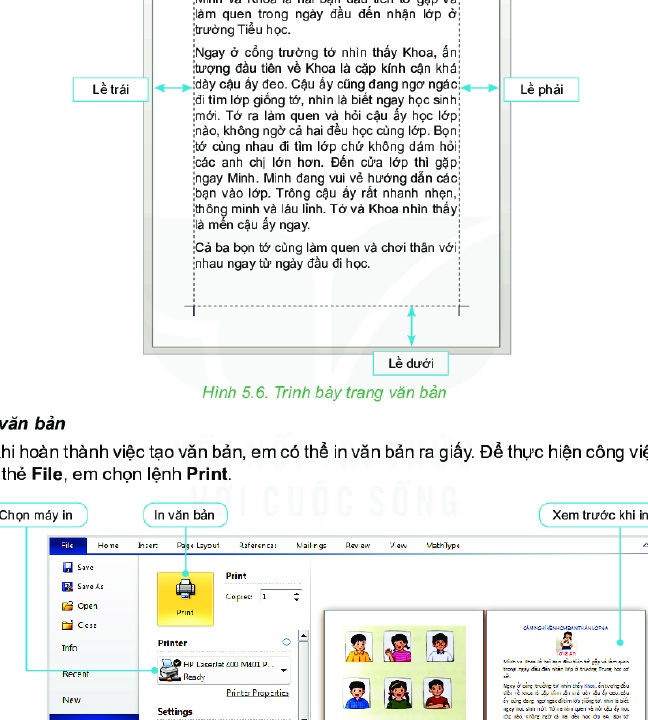 Minh và Khoa là hai bạn đầu tiên tớ gặp và
làm quen trong ngày đầu đến nhận lớp ở
trường Tiểu học.
Ngay ở cổng trường tớ nhìn thấy Khoa, ấn
tượng đầu tiên về Khoa là cặp kính cận khá
dày cậu ấy đeo. Cậu ấy cũng đang ngơ ngác
đi tìm lớp giống tớ, nhìn là biết ngay học sinh
mới. Tớ ra làm quen và hỏi cậu ấy học lớp
nào, không ngờ cả hai đều học cùng lớp. Bọn
tớ cùng nhau đi tìm lớp chứ không dám hỏi
các anh chị lớn hơn. Đến cửa lớp thì gặp
ngay Minh. Minh đang vui vẻ hướng dẫn các
bạn vào lớp. Trông cậu ấy rất nhanh nhẹn,
thông minh và láu lỉnh. Tớ và Khoa nhìn thấy
là mến cậu ấy ngay.
Cả ba bọn tớ cùng làm quen và chơi thân với
nhau ngay từ ngày đầu đi học.
Lề trái
Lề phải
Lề dưới
Hình 5.6. Trình bày trang văn bản
văn bản
khi hoàn thành việc tạo văn bản, em có thể in văn bản ra giấy. Để thực hiện công việ
thẻ File, em chọn lệnh Print.
VỚI CUỘC SỐNG
Chọn máy in
In văn bản
Xem trước khi in
File Home Insert Page Layout References Mailings Review View MathType
Save
Save As
Open
Close
Info
Recent
New
Print
Print
Copies: 1
Printer
HP LaserJet 400 M401 P...
Ready
Printer Properties
Settings